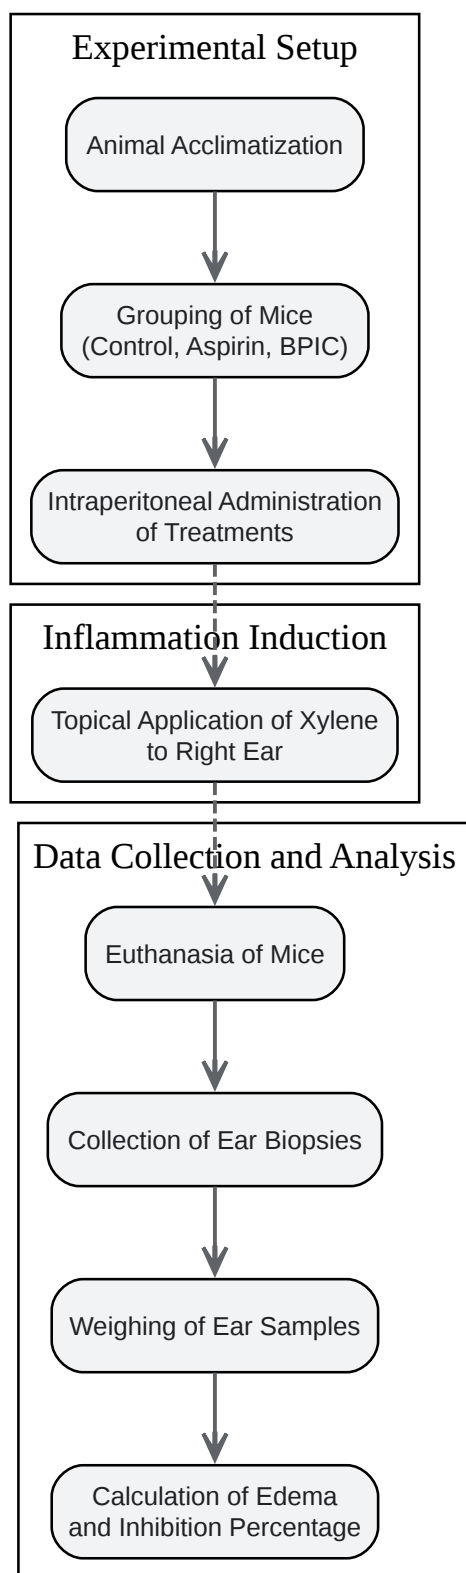 Experimental Setup
Animal Acclimatization
Grouping of Mice
(Control, Aspirin, BPIC)
Intraperitoneal Administration
of Treatments
Inflammation Induction
Topical Application of Xylene
to Right Ear
Data Collection and Analysis
Euthanasia of Mice
Collection of Ear Biopsies
Weighing of Ear Samples
Calculation of Edema
and Inhibition Percentage